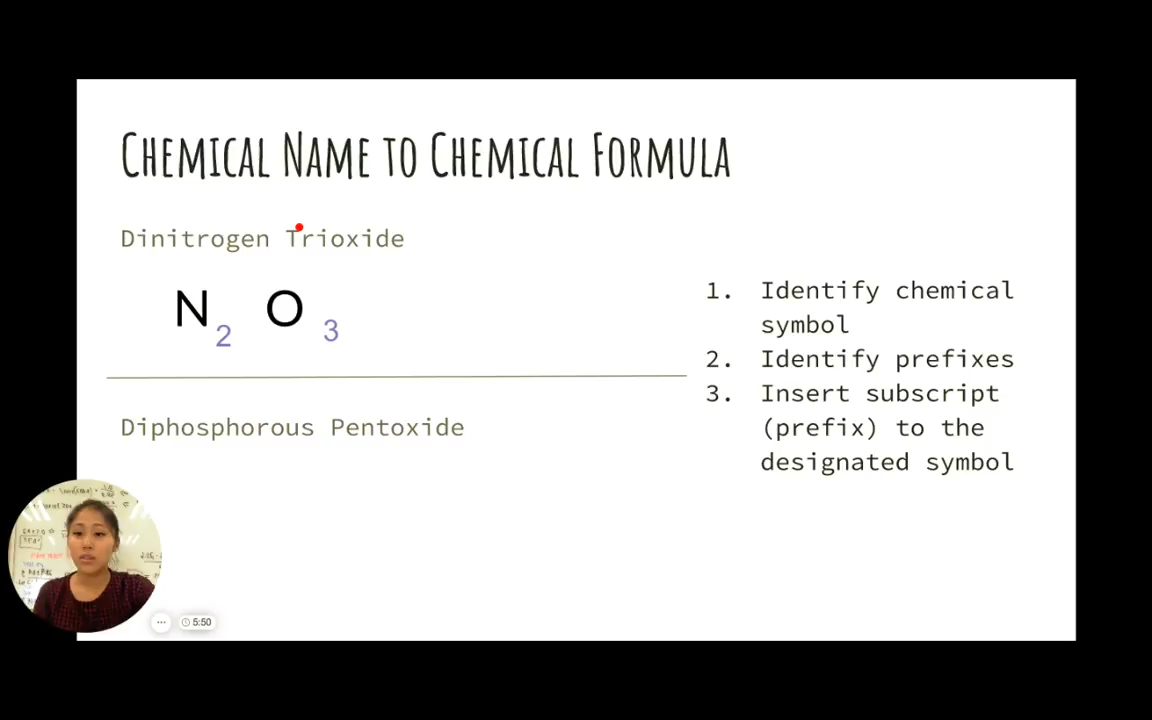 Chemical Name to Chemical Formula
Dinitrogen Trioxide
N2 O3
Diphosphorous Pentoxide
1. Identify chemical
symbol
2. Identify prefixes
3. Insert subscript
(prefix) to the
designated symbol
5:50